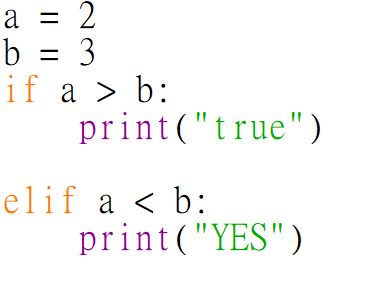 a = 2
b = 3
if a > b:
    print("true")
elif a < b:
    print("YES")